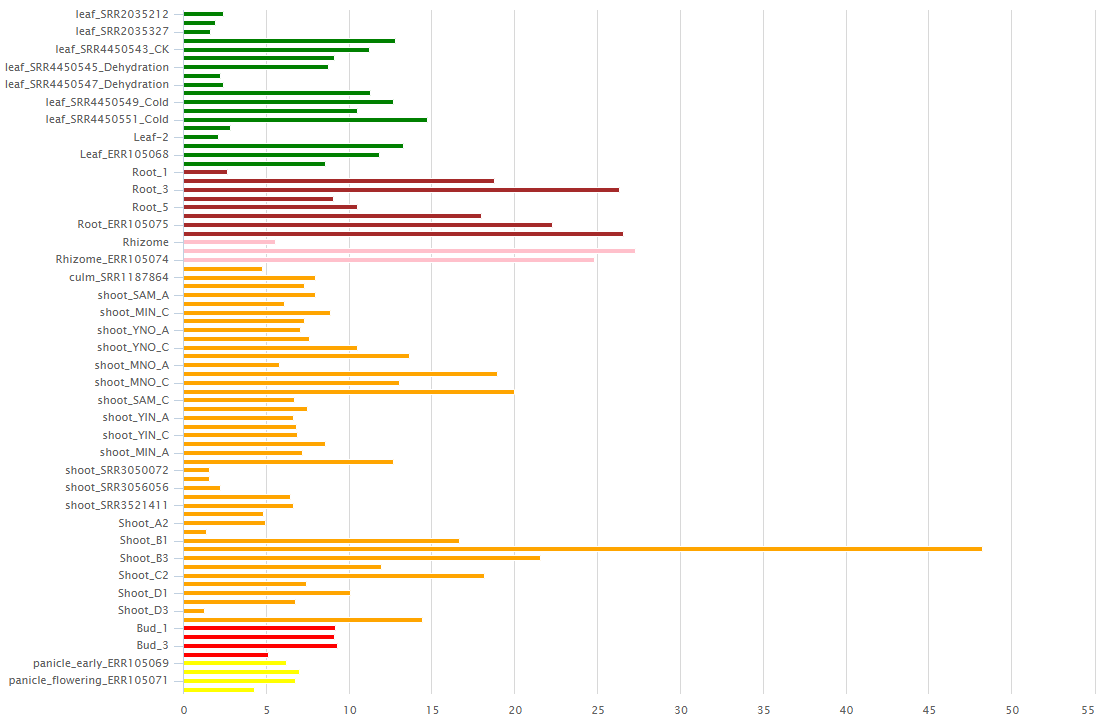 leaf_SRR2035212
leaf_SRR2035327
leaf_SRR4450543_CK
leaf_SRR4450545_Dehydration
leaf_SRR4450547_Dehydration
leaf_SRR4450549_Cold
leaf_SRR4450551_Cold
Leaf-2
Leaf_ERR105068
Root_1
Root_3
Root_5
Root_ERR105075
Rhizome
Rhizome_ERR105074
culm_SRR1187864
shoot_SAM_A
shoot_MIN_C
shoot_YNO_A
shoot_YNO_C
shoot_MNO_A
shoot_MNO_C
shoot_SAM_C
shoot_YIN_A
shoot_YIN_C
shoot_MIN_A
shoot_SRR3050072
shoot_SRR3056056
shoot_SRR3521411
Shoot_A2
Shoot_B1
Shoot_B3
Shoot_C2
Shoot_D1
Shoot_D3
Bud_1
Bud_3
panicle_early_ERR105069
panicle_flowering_ERR105071
0 5 10 15 20 25 30 35 40 45 50 55